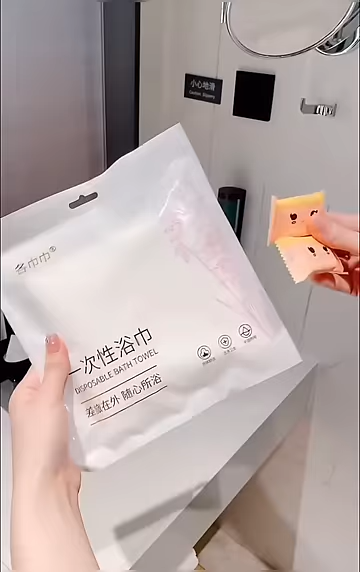 小心地滑
Caution Slippery
多巾巾®
一次性浴巾
DISPOSABLE BATH TOWEL
差旅在外 随心所浴